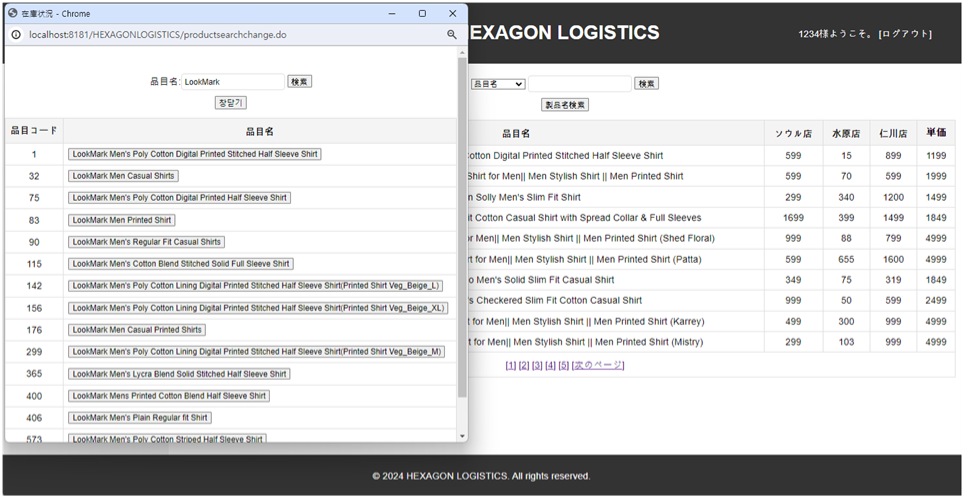 在庫状況 - Chrome
localhost:8181/HEXAGONLOGISTICS/productsearchchange.do
品目名: LookMark 検索
창닫기
品目コード 品目名
1 LookMark Men's Poly Cotton Digital Printed Stitched Half Sleeve Shirt
32 LookMark Men Casual Shirts
75 LookMark Men's Poly Cotton Digital Printed Half Sleeve Shirt
83 LookMark Men Printed Shirt
90 LookMark Men's Regular Fit Casual Shirts
115 LookMark Men's Cotton Blend Stitched Solid Full Sleeve Shirt
142 LookMark Men's Poly Cotton Lining Digital Printed Stitched Half Sleeve Shirt(Printed Shirt Veg_Beige_L)
156 LookMark Men's Poly Cotton Lining Digital Printed Stitched Half Sleeve Shirt(Printed Shirt Veg_Beige_XL)
176 LookMark Men Casual Printed Shirts
299 LookMark Men's Poly Cotton Lining Digital Printed Stitched Half Sleeve Shirt(Printed Shirt Veg_Beige_M)
365 LookMark Men's Lycra Blend Solid Stitched Half Sleeve Shirt
400 LookMark Mens Printed Cotton Blend Half Sleeve Shirt
406 LookMark Men's Plain Regular fit Shirt
573 LookMark Men's Poly Cotton Striped Half Sleeve Shirt
EXAGON LOGISTICS
1234様ようこそ。 [ログアウト]
品目名 検索
製品名検索
品目名 ソウル店 水原店 仁川店 単価
otton Digital Printed Stitched Half Sleeve Shirt 599 15 899 1199
Shirt for Men|| Men Stylish Shirt || Men Printed Shirt 599 70 599 1999
n Solly Men's Slim Fit Shirt 299 340 1200 1499
it Cotton Casual Shirt with Spread Collar & Full Sleeves 1699 399 1499 1849
or Men|| Men Stylish Shirt || Men Printed Shirt (Shed Floral) 999 88 799 4999
rt for Men|| Men Stylish Shirt || Men Printed Shirt (Patta) 599 655 1600 4999
o Men's Solid Slim Fit Casual Shirt 349 75 319 1849
's Checkered Slim Fit Cotton Casual Shirt 999 50 599 2499
t for Men|| Men Stylish Shirt || Men Printed Shirt (Karrey) 499 300 999 4999
rt for Men|| Men Stylish Shirt || Men Printed Shirt (Mistry) 299 103 999 4999
[1] [2] [3] [4] [5] [次のページ]
© 2024 HEXAGON LOGISTICS. All rights reserved.